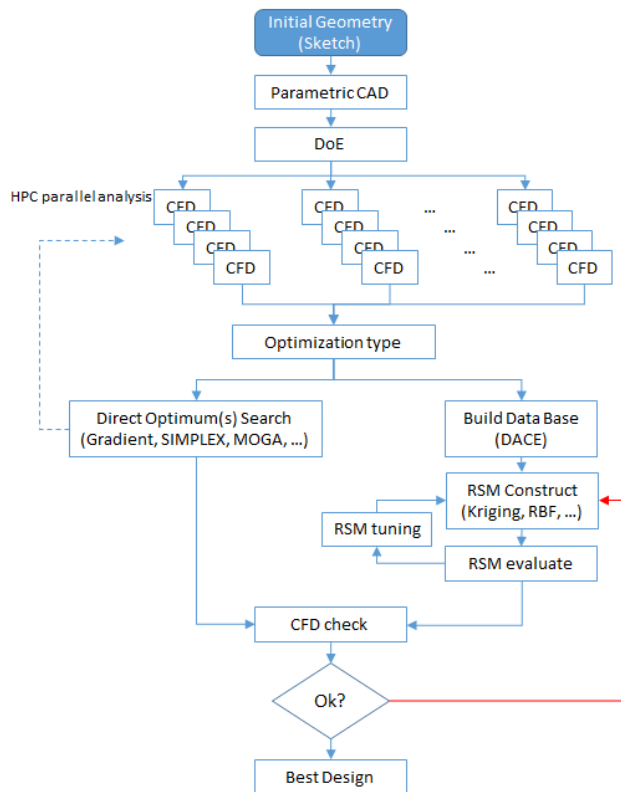 Initial Geometry
(Sketch)
Parametric CAD
DoE
HPC parallel analysis
CFD
CFD
CFD
CFD
CFD
CFD
CFD
CFD
...
...
...
...
CFD
CFD
CFD
CFD
Optimization type
Direct Optimum(s) Search
(Gradient, SIMPLEX, MOGA, ...)
Build Data Base
(DACE)
RSM Construct
(Kriging, RBF, ...)
RSM tuning
RSM evaluate
CFD check
Ok?
Best Design